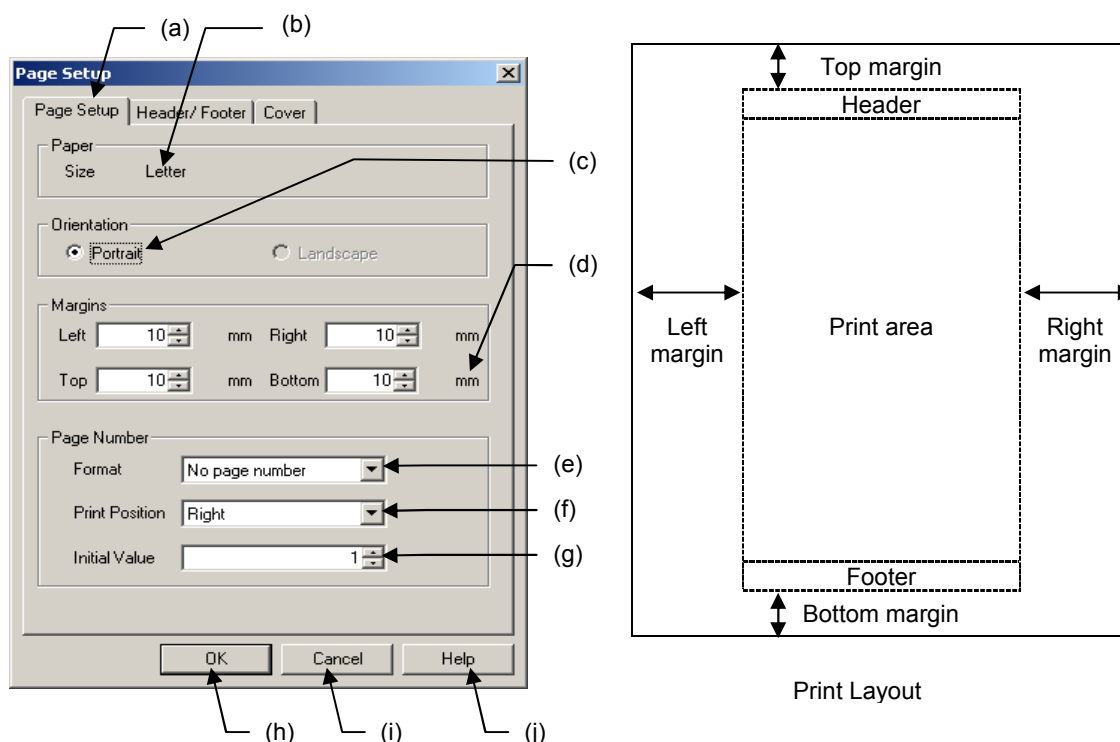 (a)
(b)
Page Setup
Page Setup Header/ Footer Cover
Paper
Size Letter
(c)
Orientation
Portrait Landscape
(d)
Margins
Left 10 mm Right 10 mm
Top 10 mm Bottom 10 mm
Page Number
Format No page number (e)
Print Position Right (f)
Initial Value 1 (g)
OK Cancel Help
(h) (i) (j)
Top margin
Header
Left
margin
Print area
Right
margin
Footer
Bottom margin
Print Layout